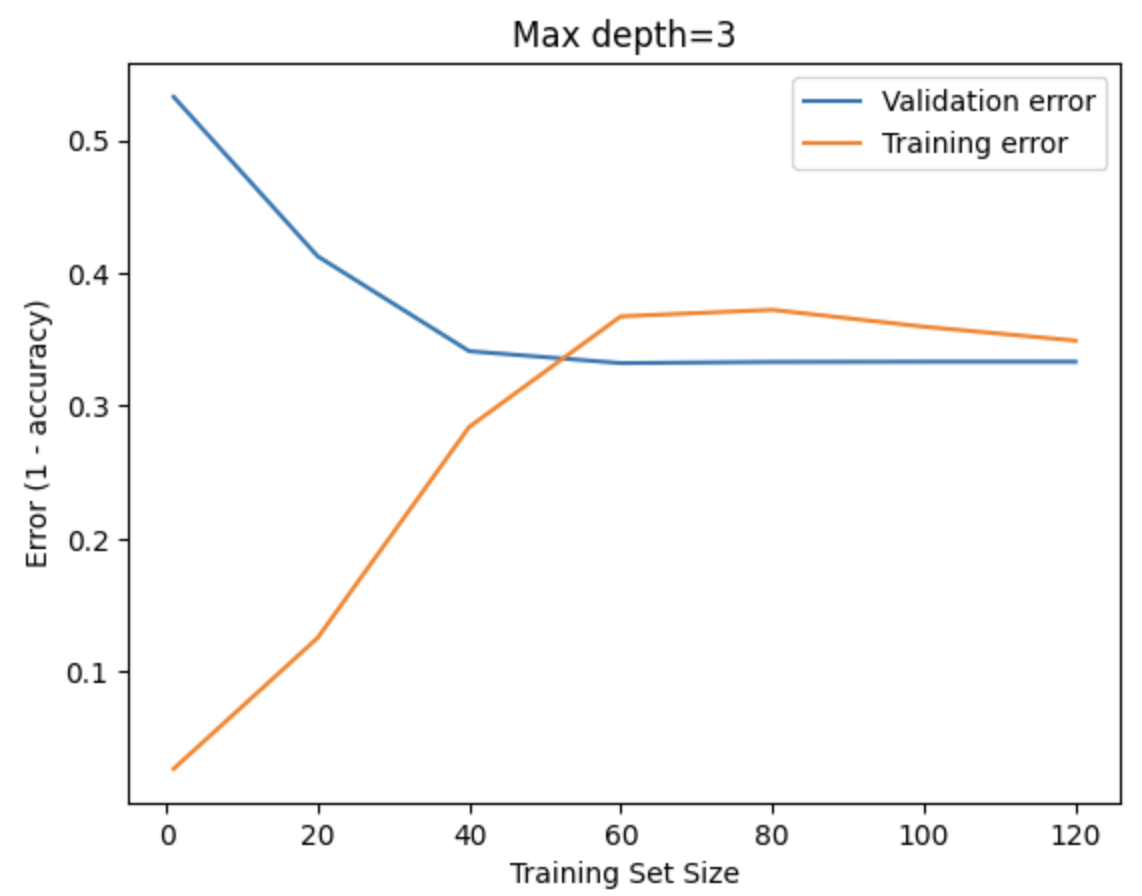 Max depth=3
Validation error
Training error
0.5
0.4
0.3
0.2
0.1
Error (1 - accuracy)
0 20 40 60 80 100 120
Training Set Size